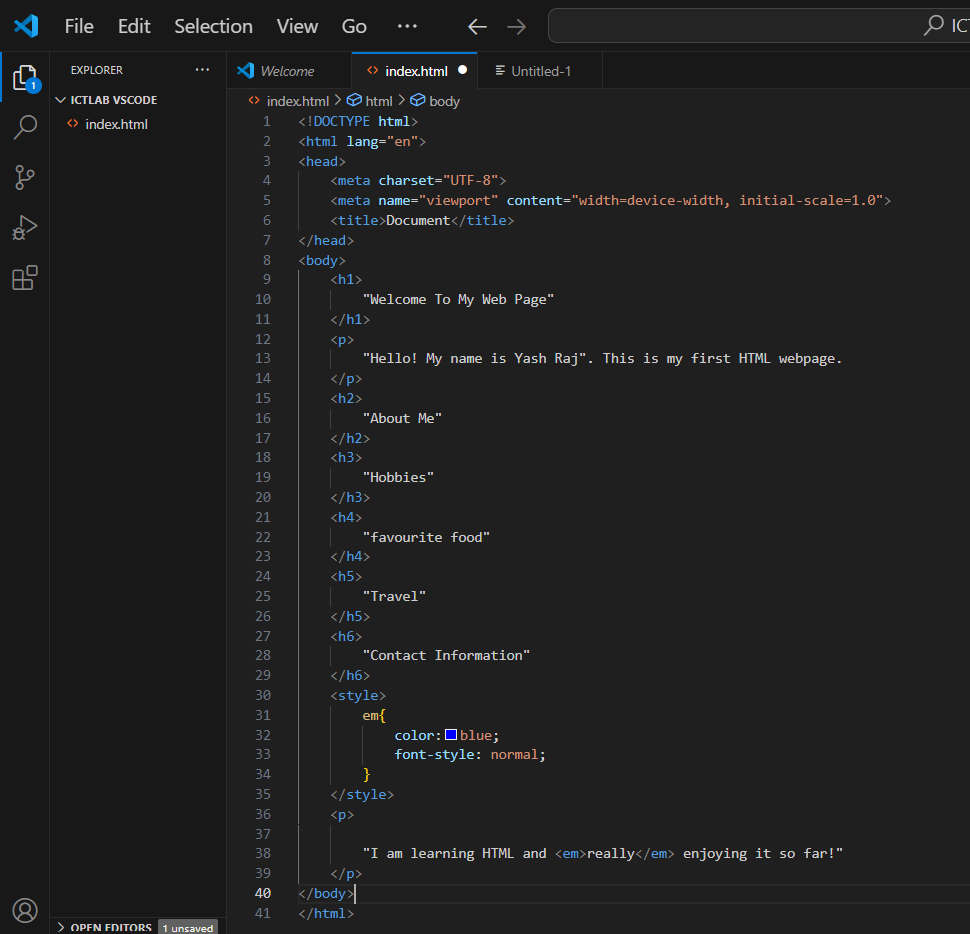 File Edit Selection View Go ··· ← → ICT
EXPLORER ···
ICTLAB VSCODE
index.html
Welcome
index.html
Untitled-1
index.html > html > body
1 <!DOCTYPE html>
2 <html lang="en">
3 <head>
4     <meta charset="UTF-8">
5     <meta name="viewport" content="width=device-width, initial-scale=1.0">
6     <title>Document</title>
7 </head>
8 <body>
9     <h1>
10         "Welcome To My Web Page"
11     </h1>
12     <p>
13         "Hello! My name is Yash Raj". This is my first HTML webpage.
14     </p>
15     <h2>
16         "About Me"
17     </h2>
18     <h3>
19         "Hobbies"
20     </h3>
21     <h4>
22         "favourite food"
23     </h4>
24     <h5>
25         "Travel"
26     </h5>
27     <h6>
28         "Contact Information"
29     </h6>
30     <style>
31         em{
32             color: blue;
33             font-style: normal;
34         }
35     </style>
36     <p>
37
38         "I am learning HTML and <em>really</em> enjoying it so far!"
39     </p>
40 </body>
41 </html>
1
OPEN EDITORS 1 unsaved